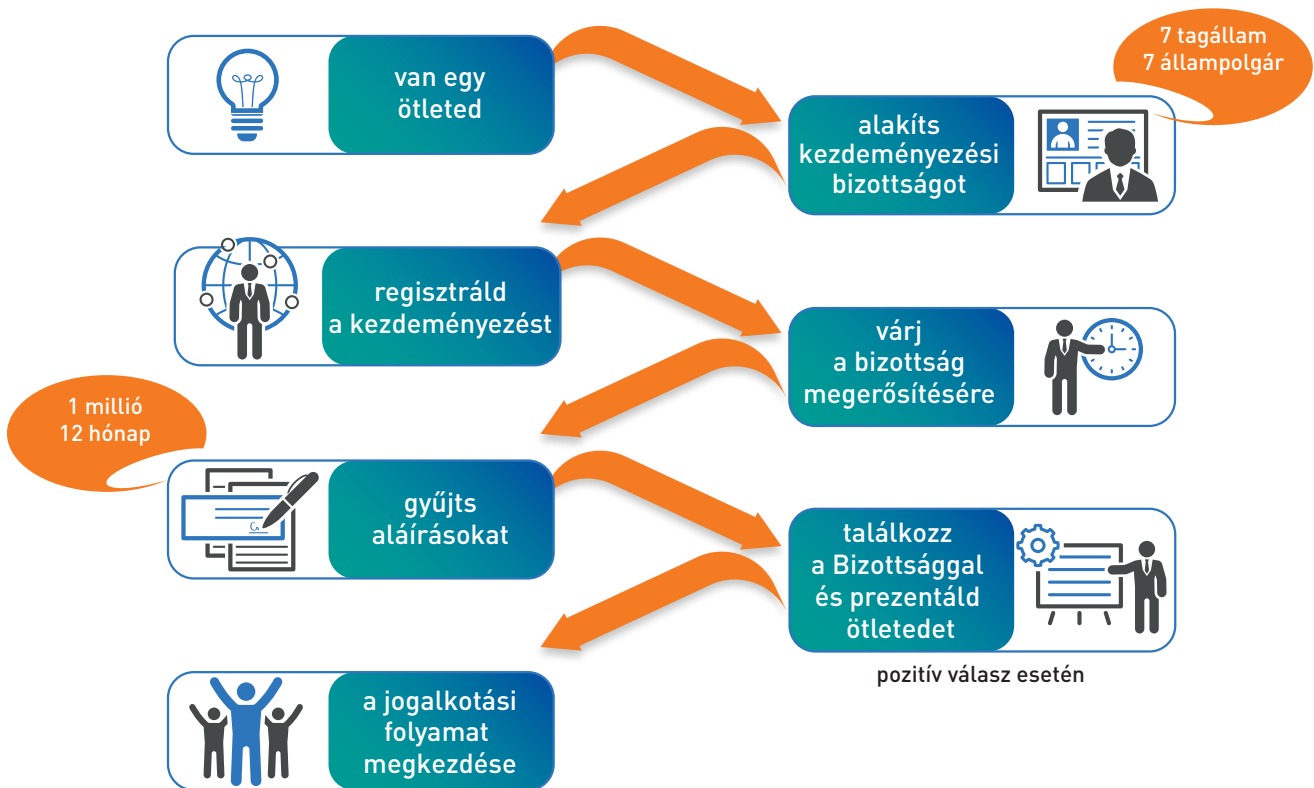 van egy
ötleted
7 tagállam
7 állampolgár
alakíts
kezdeményezési
bizottságot
regisztráld
a kezdeményezést
várj
a bizottság
megerősítésére
1 millió
12 hónap
gyűjts
aláírásokat
találkozz
a Bizottsággal
és prezentáld
ötletedet
pozitív válasz esetén
a jogalkotási
folyamat
megkezdése